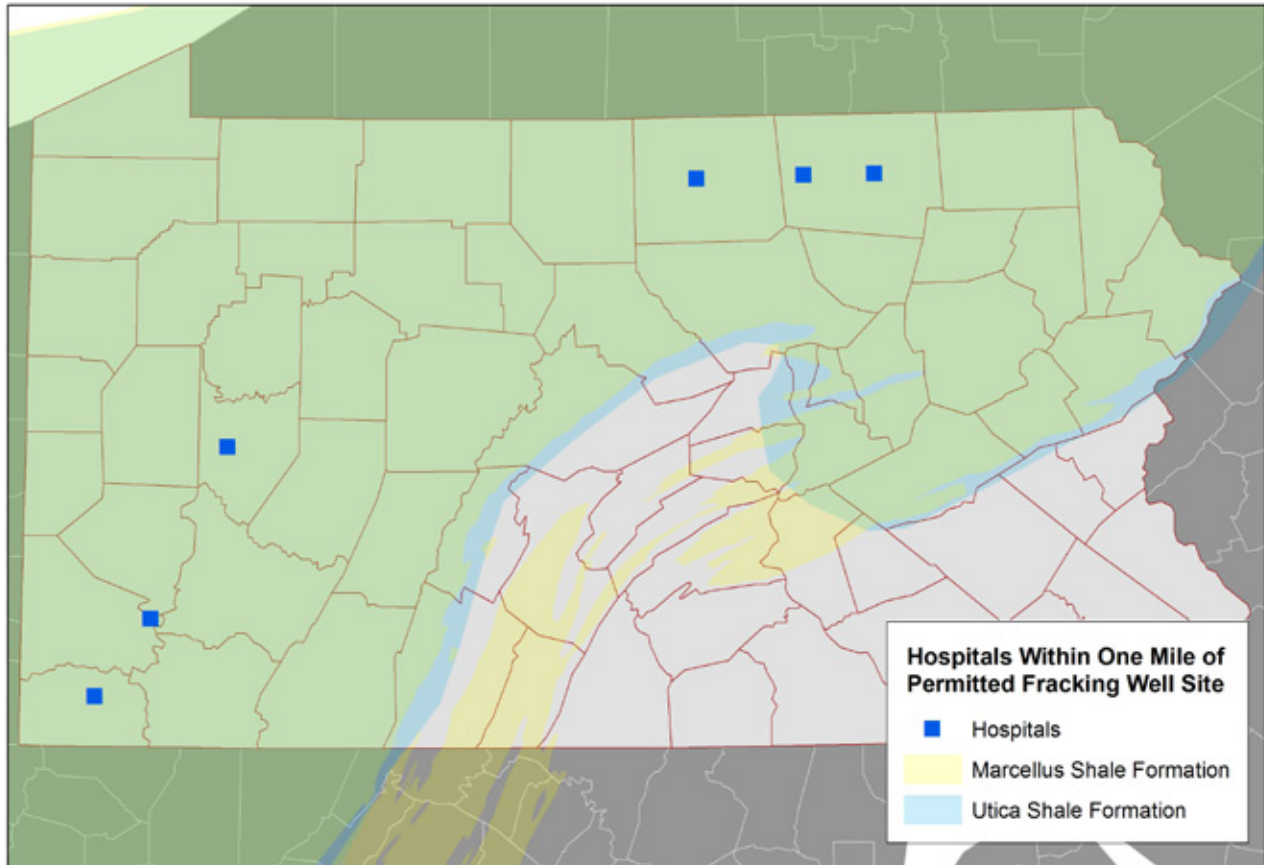 Hospitals Within One Mile of
Permitted Fracking Well Site
Hospitals
Marcellus Shale Formation
Utica Shale Formation